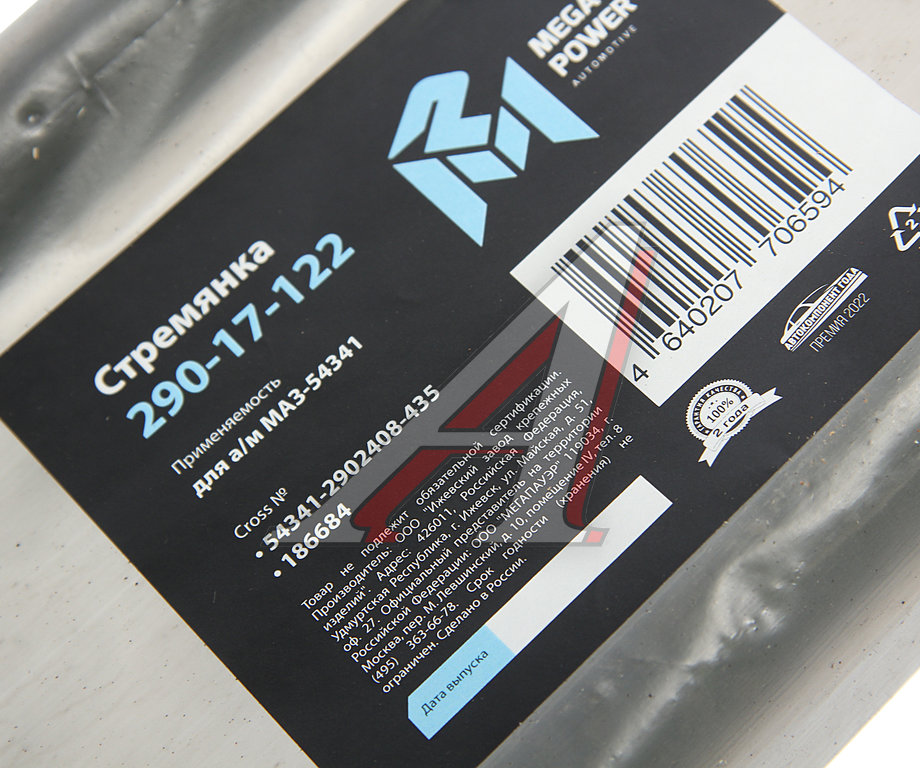 MEGA
POWER
AUTOMOTIVE
Стремянка
290-17-122
Применяемость
для а/м МАЗ-54341
Cross №
• 54341-2902408-435
• 186684
Товар не подлежит обязательной сертификации.
Производитель: ООО "Ижевский завод крепежных
изделий". Адрес: 426011, Российская Федерация,
Удмуртская Республика, г. Ижевск, ул. Майская, д. 51,
оф. 27. Официальный представитель на территории
Российской Федерации: ООО "МЕГАПАУЭР" 119034, г.
Москва, пер. М. Левшинский, д. 10, помещение IV, тел. 8
(495) 363-66-78. Срок годности (хранения) не
ограничен. Сделано в России.
Дата выпуска
4 640207 706594
АВТОКОМПОНЕНТ ГОДА
ПРЕМИЯ 2022
100%
2 года
2